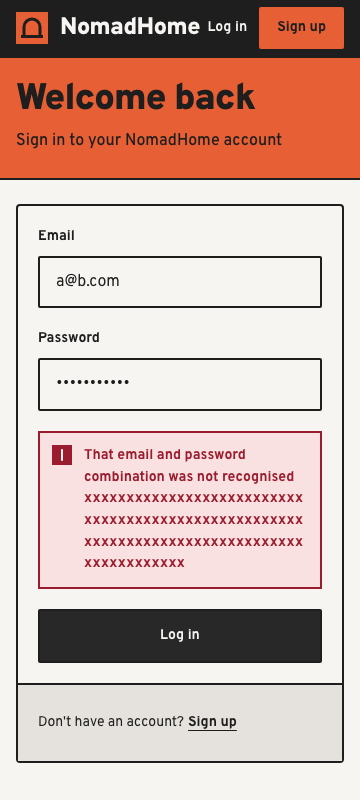 NomadHome Log in Sign up
Welcome back
Sign in to your NomadHome account
Email
a@b.com
Password
•••••••••••
That email and password
combination was not recognised
xxxxxxxxxxxxxxxxxxxxxxxxxx
xxxxxxxxxxxxxxxxxxxxxxxxxx
xxxxxxxxxxxxxxxxxxxxxxxxxx
xxxxxxxxxxxx
Log in
Don't have an account? Sign up